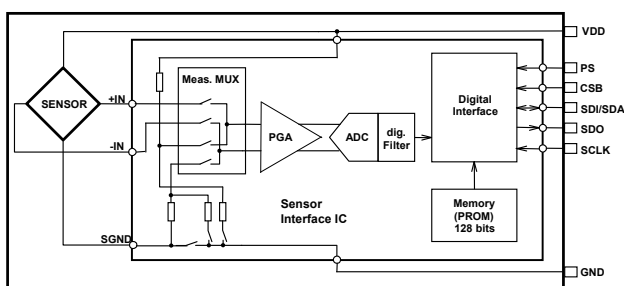 VDD
PS
CSB
SDI/SDA
SDO
SCLK
GND
SENSOR
+IN
-IN
SGND
Meas. MUX
PGA
ADC
dig.
Filter
Digital
Interface
Memory
(PROM)
128 bits
Sensor
Interface IC